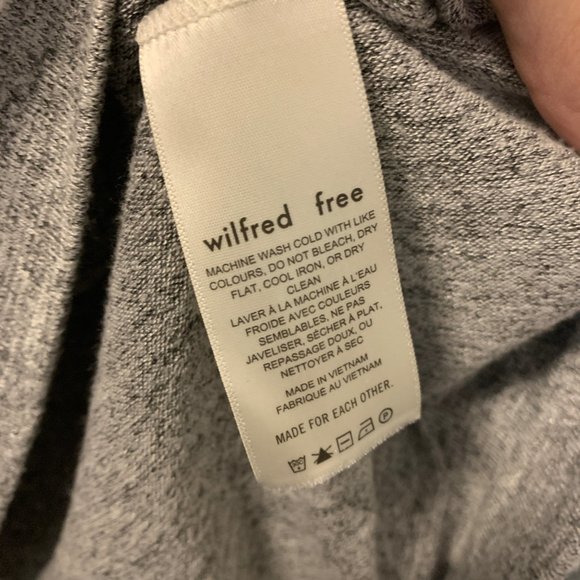 wilfred free
MACHINE WASH COLD WITH LIKE
COLOURS, DO NOT BLEACH, DRY
FLAT, COOL IRON, OR DRY
CLEAN
LAVER À LA MACHINE À L'EAU
FROIDE AVEC COULEURS
SEMBLABLES, NE PAS
JAVELISER, SÉCHER À PLAT,
REPASSAGE DOUX, OU
NETTOYER À SEC
MADE IN VIETNAM
FABRIQUE AU VIETNAM
MADE FOR EACH OTHER.
P